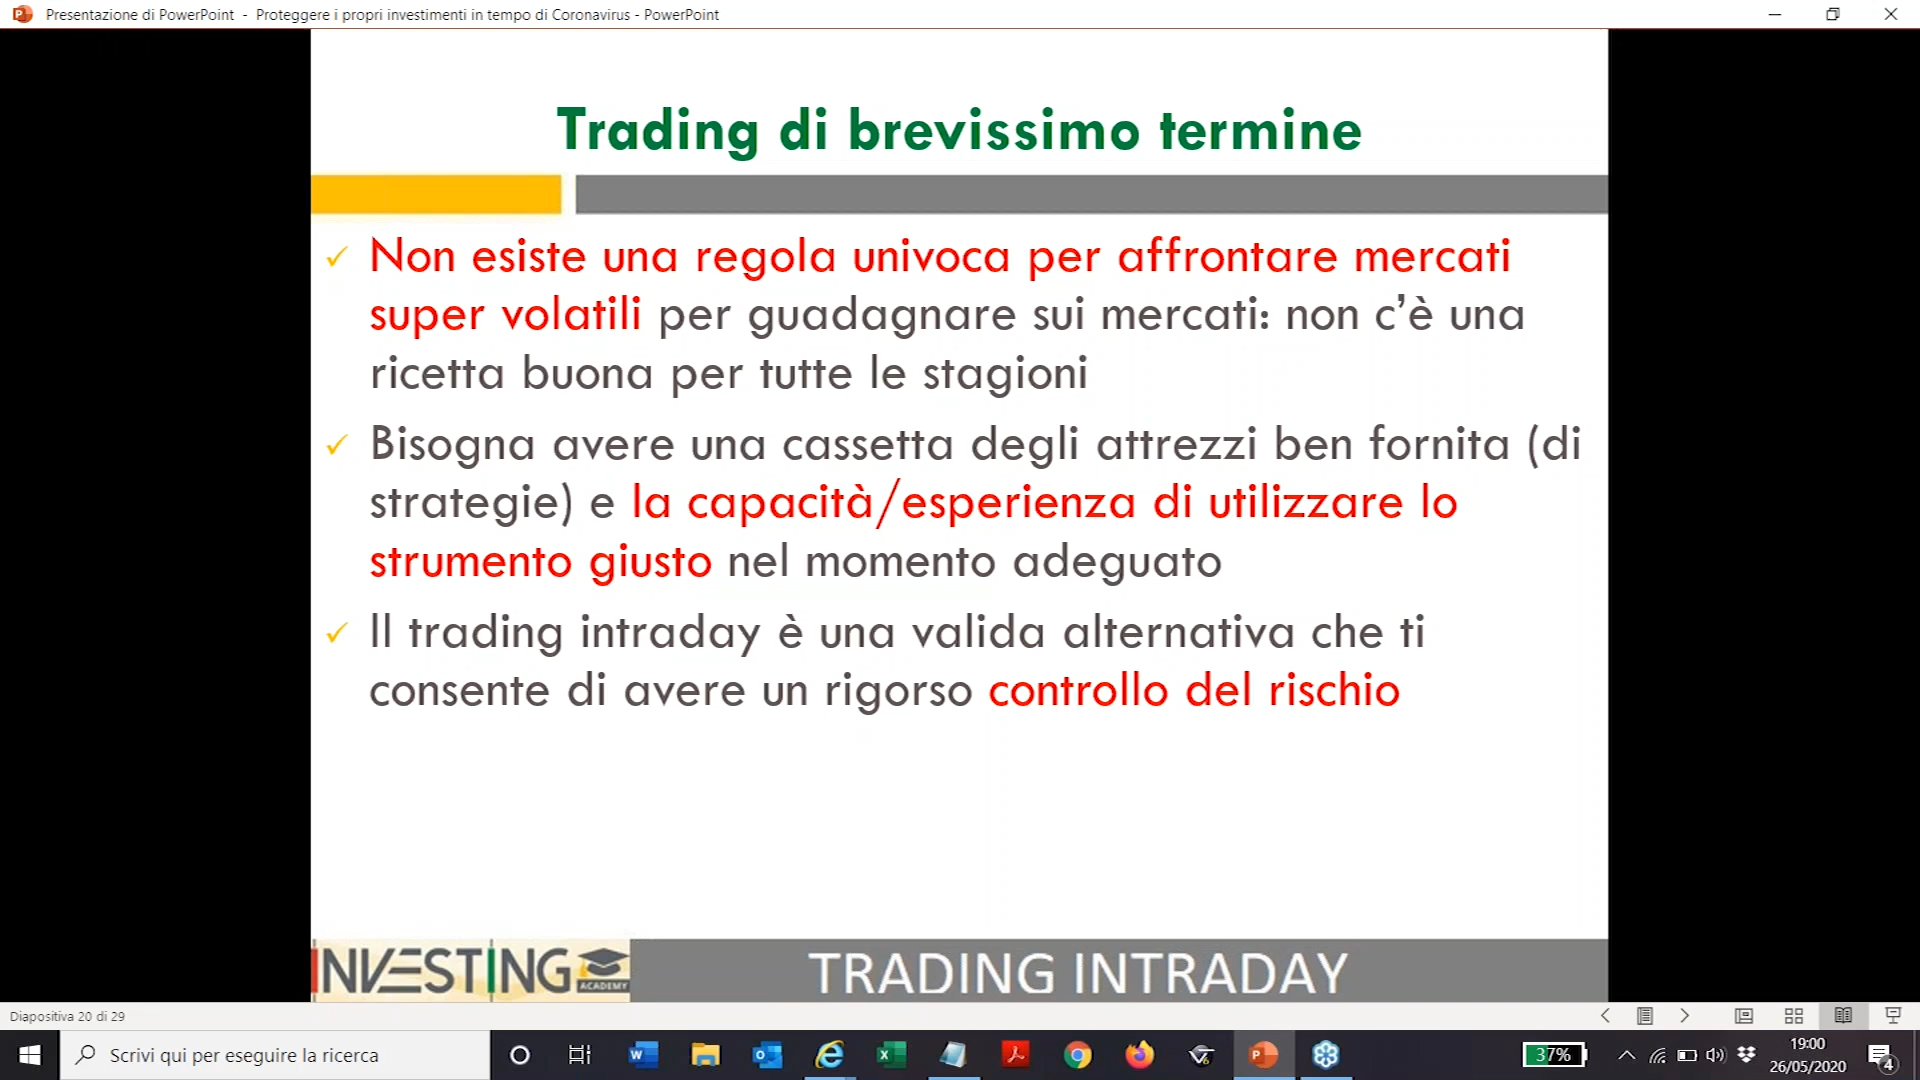 Presentazione di PowerPoint - Proteggere i propri investimenti in tempo di Coronavirus - PowerPoint
Trading di brevissimo termine
✓ Non esiste una regola univoca per affrontare mercati
super volatili per guadagnare sui mercati: non c’è una
ricetta buona per tutte le stagioni
✓ Bisogna avere una cassetta degli attrezzi ben fornita (di
strategie) e la capacità/esperienza di utilizzare lo
strumento giusto nel momento adeguato
✓ Il trading intraday è una valida alternativa che ti
consente di avere un rigorso controllo del rischio
INVESTING
ACADEMY
TRADING INTRADAY
Diapositiva 20 di 29
Scrivi qui per eseguire la ricerca
37%
19:00
26/05/2020
4